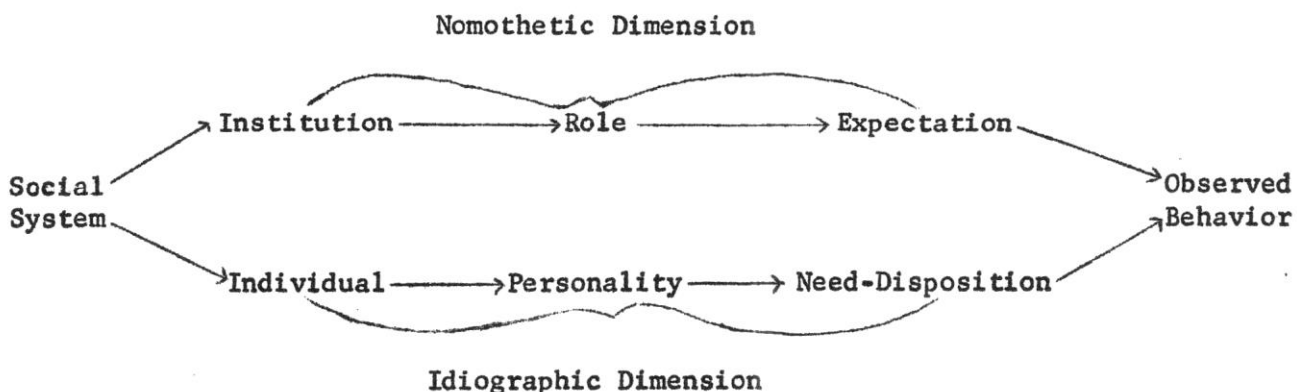 Nomothetic Dimension
Institution Role Expectation
Social
System
Observed
Behavior
Individual Personality Need-Disposition
Idiographic Dimension